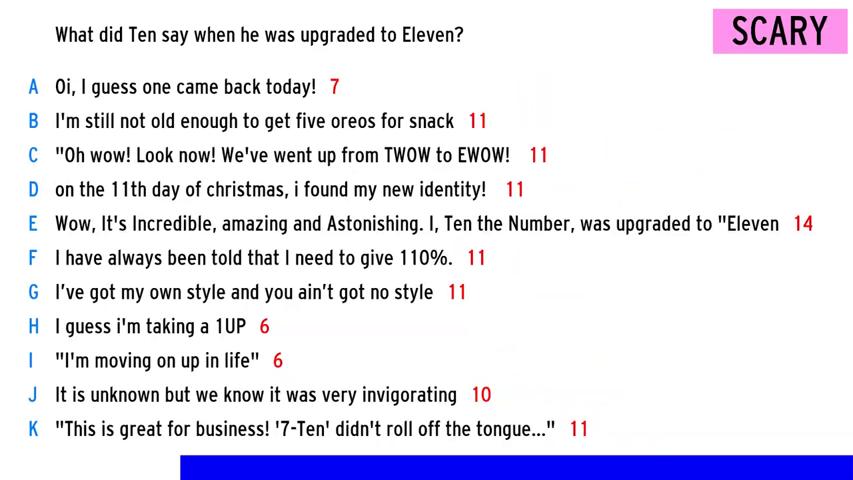 What did Ten say when he was upgraded to Eleven?
SCARY
A Oi, I guess one came back today! 7
B I'm still not old enough to get five oreos for snack 11
C "Oh wow! Look now! We've went up from TWOW to EWOW! 11
D on the 11th day of christmas, i found my new identity! 11
E Wow, It's Incredible, amazing and Astonishing. I, Ten the Number, was upgraded to "Eleven 14
F I have always been told that I need to give 110%. 11
G I’ve got my own style and you ain’t got no style 11
H I guess i'm taking a 1UP 6
I "I'm moving on up in life" 6
J It is unknown but we know it was very invigorating 10
K "This is great for business! '7-Ten' didn't roll off the tongue..." 11